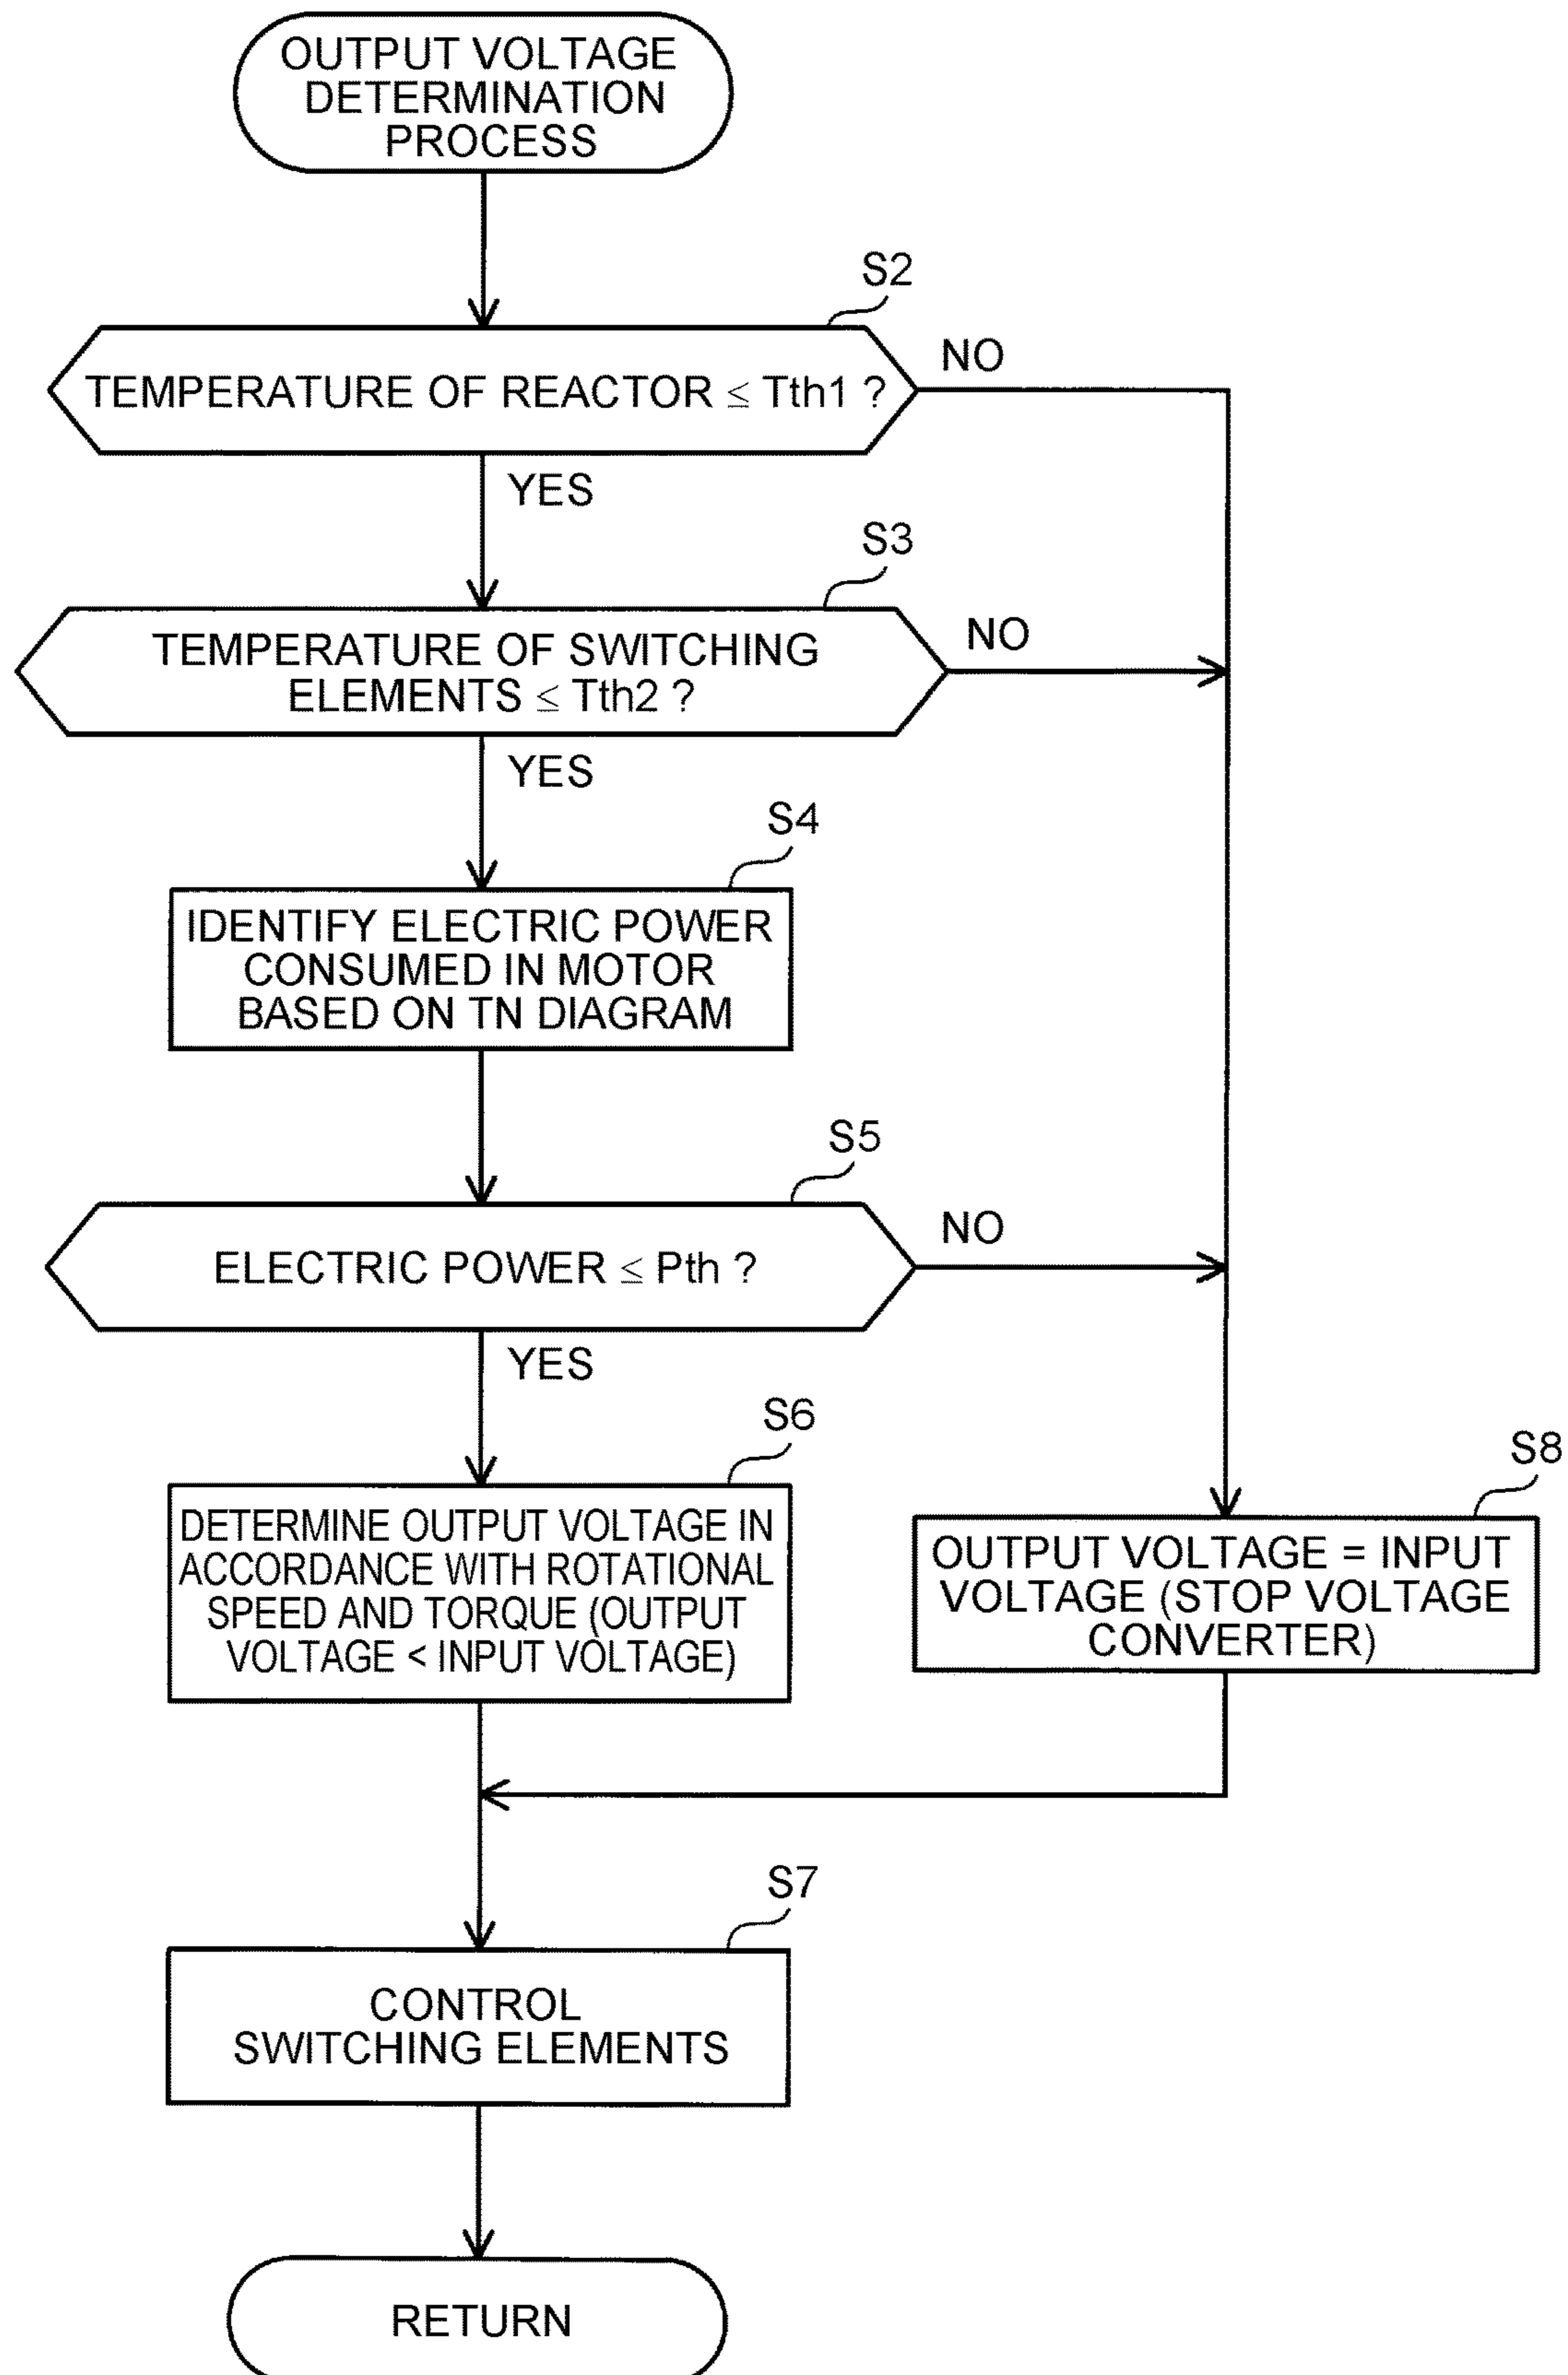 OUTPUT VOLTAGE
DETERMINATION
PROCESS
S2
TEMPERATURE OF REACTOR ≤ Tth1 ?
NO
YES
S3
TEMPERATURE OF SWITCHING
ELEMENTS ≤ Tth2 ?
NO
YES
S4
IDENTIFY ELECTRIC POWER
CONSUMED IN MOTOR
BASED ON TN DIAGRAM
S5
ELECTRIC POWER ≤ Pth ?
NO
YES
S6
DETERMINE OUTPUT VOLTAGE IN
ACCORDANCE WITH ROTATIONAL
SPEED AND TORQUE (OUTPUT
VOLTAGE < INPUT VOLTAGE)
S8
OUTPUT VOLTAGE = INPUT
VOLTAGE (STOP VOLTAGE
CONVERTER)
S7
CONTROL
SWITCHING ELEMENTS
RETURN